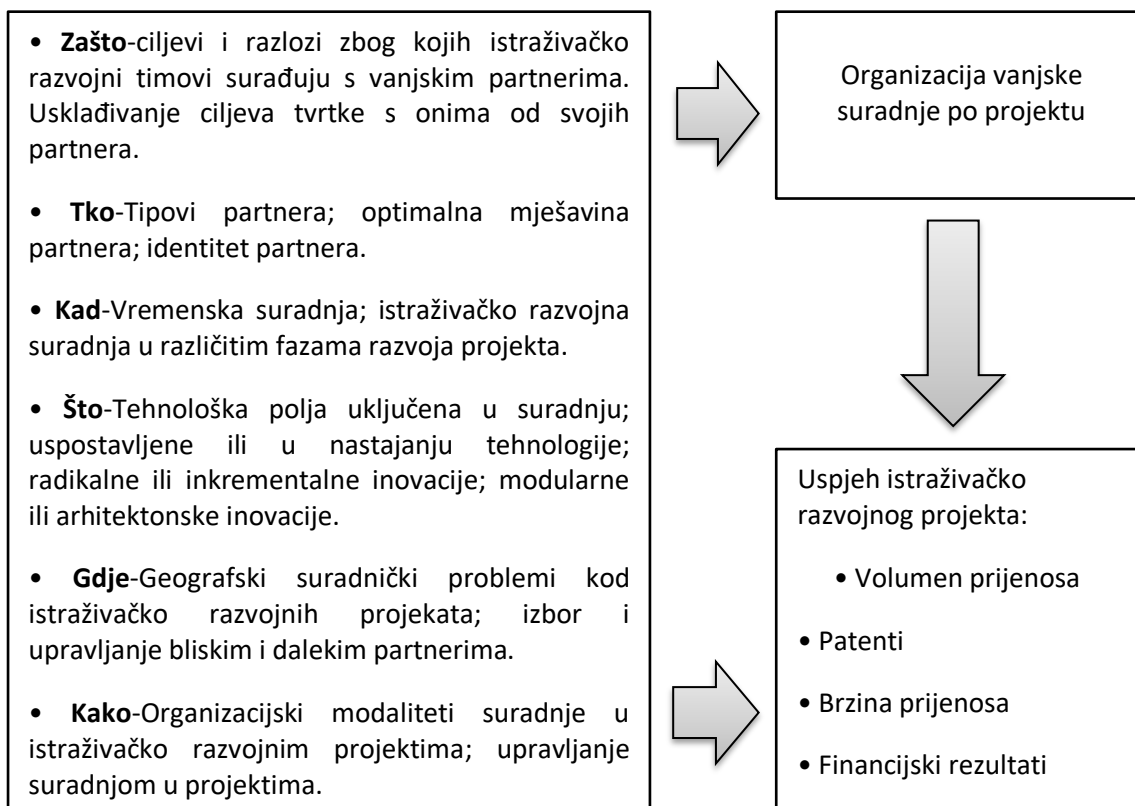 • Zašto-ciljevi i razlozi zbog kojih istraživačko
razvojni timovi surađuju s vanjskim partnerima.
Usklađivanje ciljeva tvrtke s onima od svojih
partnera.
• Tko-Tipovi partnera; optimalna mješavina
partnera; identitet partnera.
• Kad-Vremenska suradnja; istraživačko razvojna
suradnja u različitim fazama razvoja projekta.
• Što-Tehnološka polja uključena u suradnju;
uspostavljene ili u nastajanju tehnologije;
radikalne ili inkrementalne inovacije; modularne
ili arhitektonske inovacije.
• Gdje-Geografski suradnički problemi kod
istraživačko razvojnih projekata; izbor i
upravljanje bliskim i dalekim partnerima.
• Kako-Organizacijski modaliteti suradnje u
istraživačko razvojnim projektima; upravljanje
suradnjom u projektima.
Organizacija vanjske
suradnje po projektu
Uspjeh istraživačko
razvojnog projekta:
• Volumen prijenosa
• Patenti
• Brzina prijenosa
• Financijski rezultati